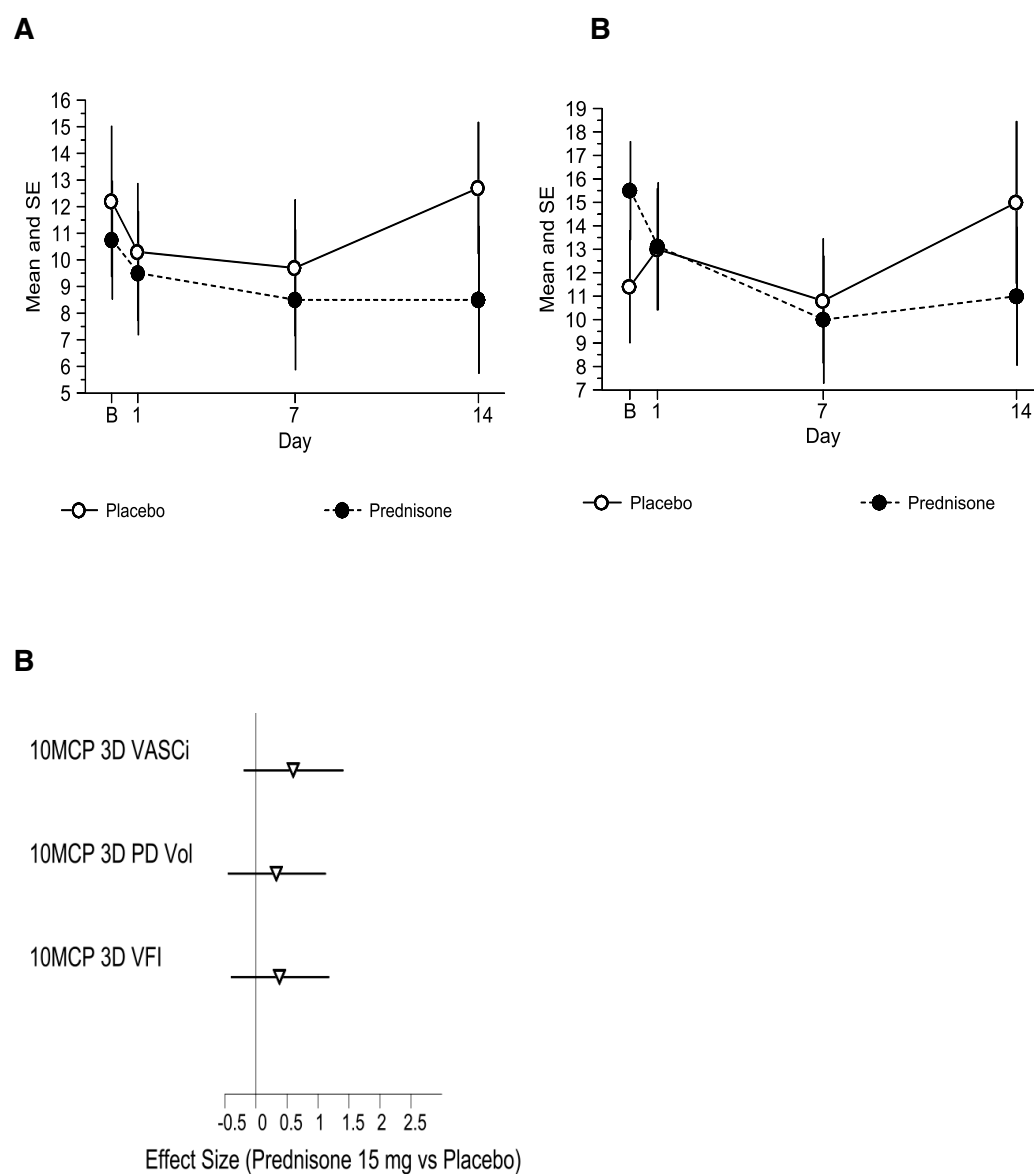 A
16
15
14
13
12
11
10
9
8
7
6
5
Mean and SE
B 1 7 14
Day
Placebo Prednisone
B
19
18
17
16
15
14
13
12
11
10
9
8
7
Mean and SE
B 1 7 14
Day
Placebo Prednisone
B
10MCP 3D VASCi
10MCP 3D PD Vol
10MCP 3D VFI
-0.5 0 0.5 1 1.5 2 2.5
Effect Size (Prednisone 15 mg vs Placebo)